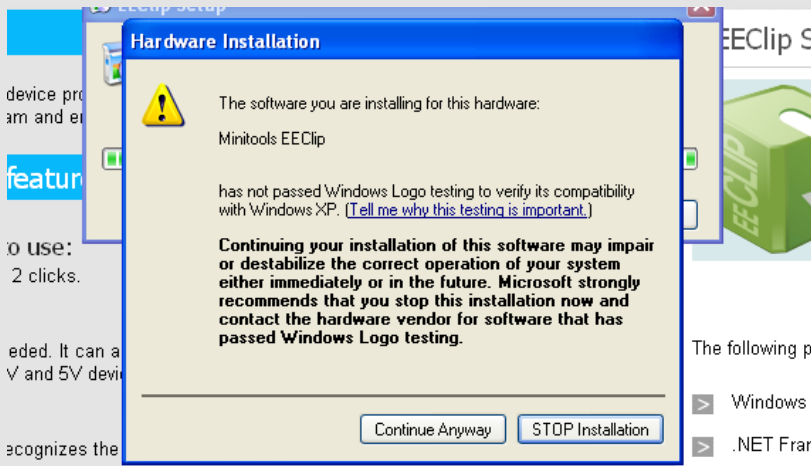 EEClip Setup
Hardware Installation
EEClip S
device pro
am and e
The software you are installing for this hardware:
Minitools EEClip
EECLIP
featur
has not passed Windows Logo testing to verify its compatibility
with Windows XP. (Tell me why this testing is important.)
to use:
2 clicks.
Continuing your installation of this software may impair
or destabilize the correct operation of your system
either immediately or in the future. Microsoft strongly
recommends that you stop this installation now and
contact the hardware vendor for software that has
passed Windows Logo testing.
eded. It can a
V and 5V devi
The following p
Windows
Continue Anyway
STOP Installation
ecognizes the
.NET Fra